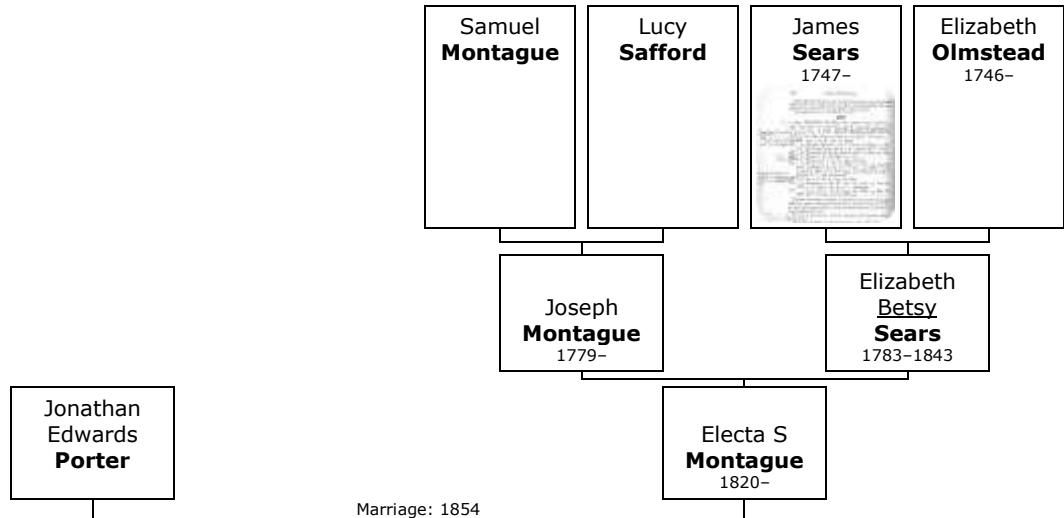 Samuel
Montague
Lucy
Safford
James
Sears
1747–
Elizabeth
Olmstead
1746–
Joseph
Montague
1779–
Elizabeth
Betsy
Sears
1783–1843
Jonathan
Edwards
Porter
Electa S
Montague
1820–
Marriage: 1854